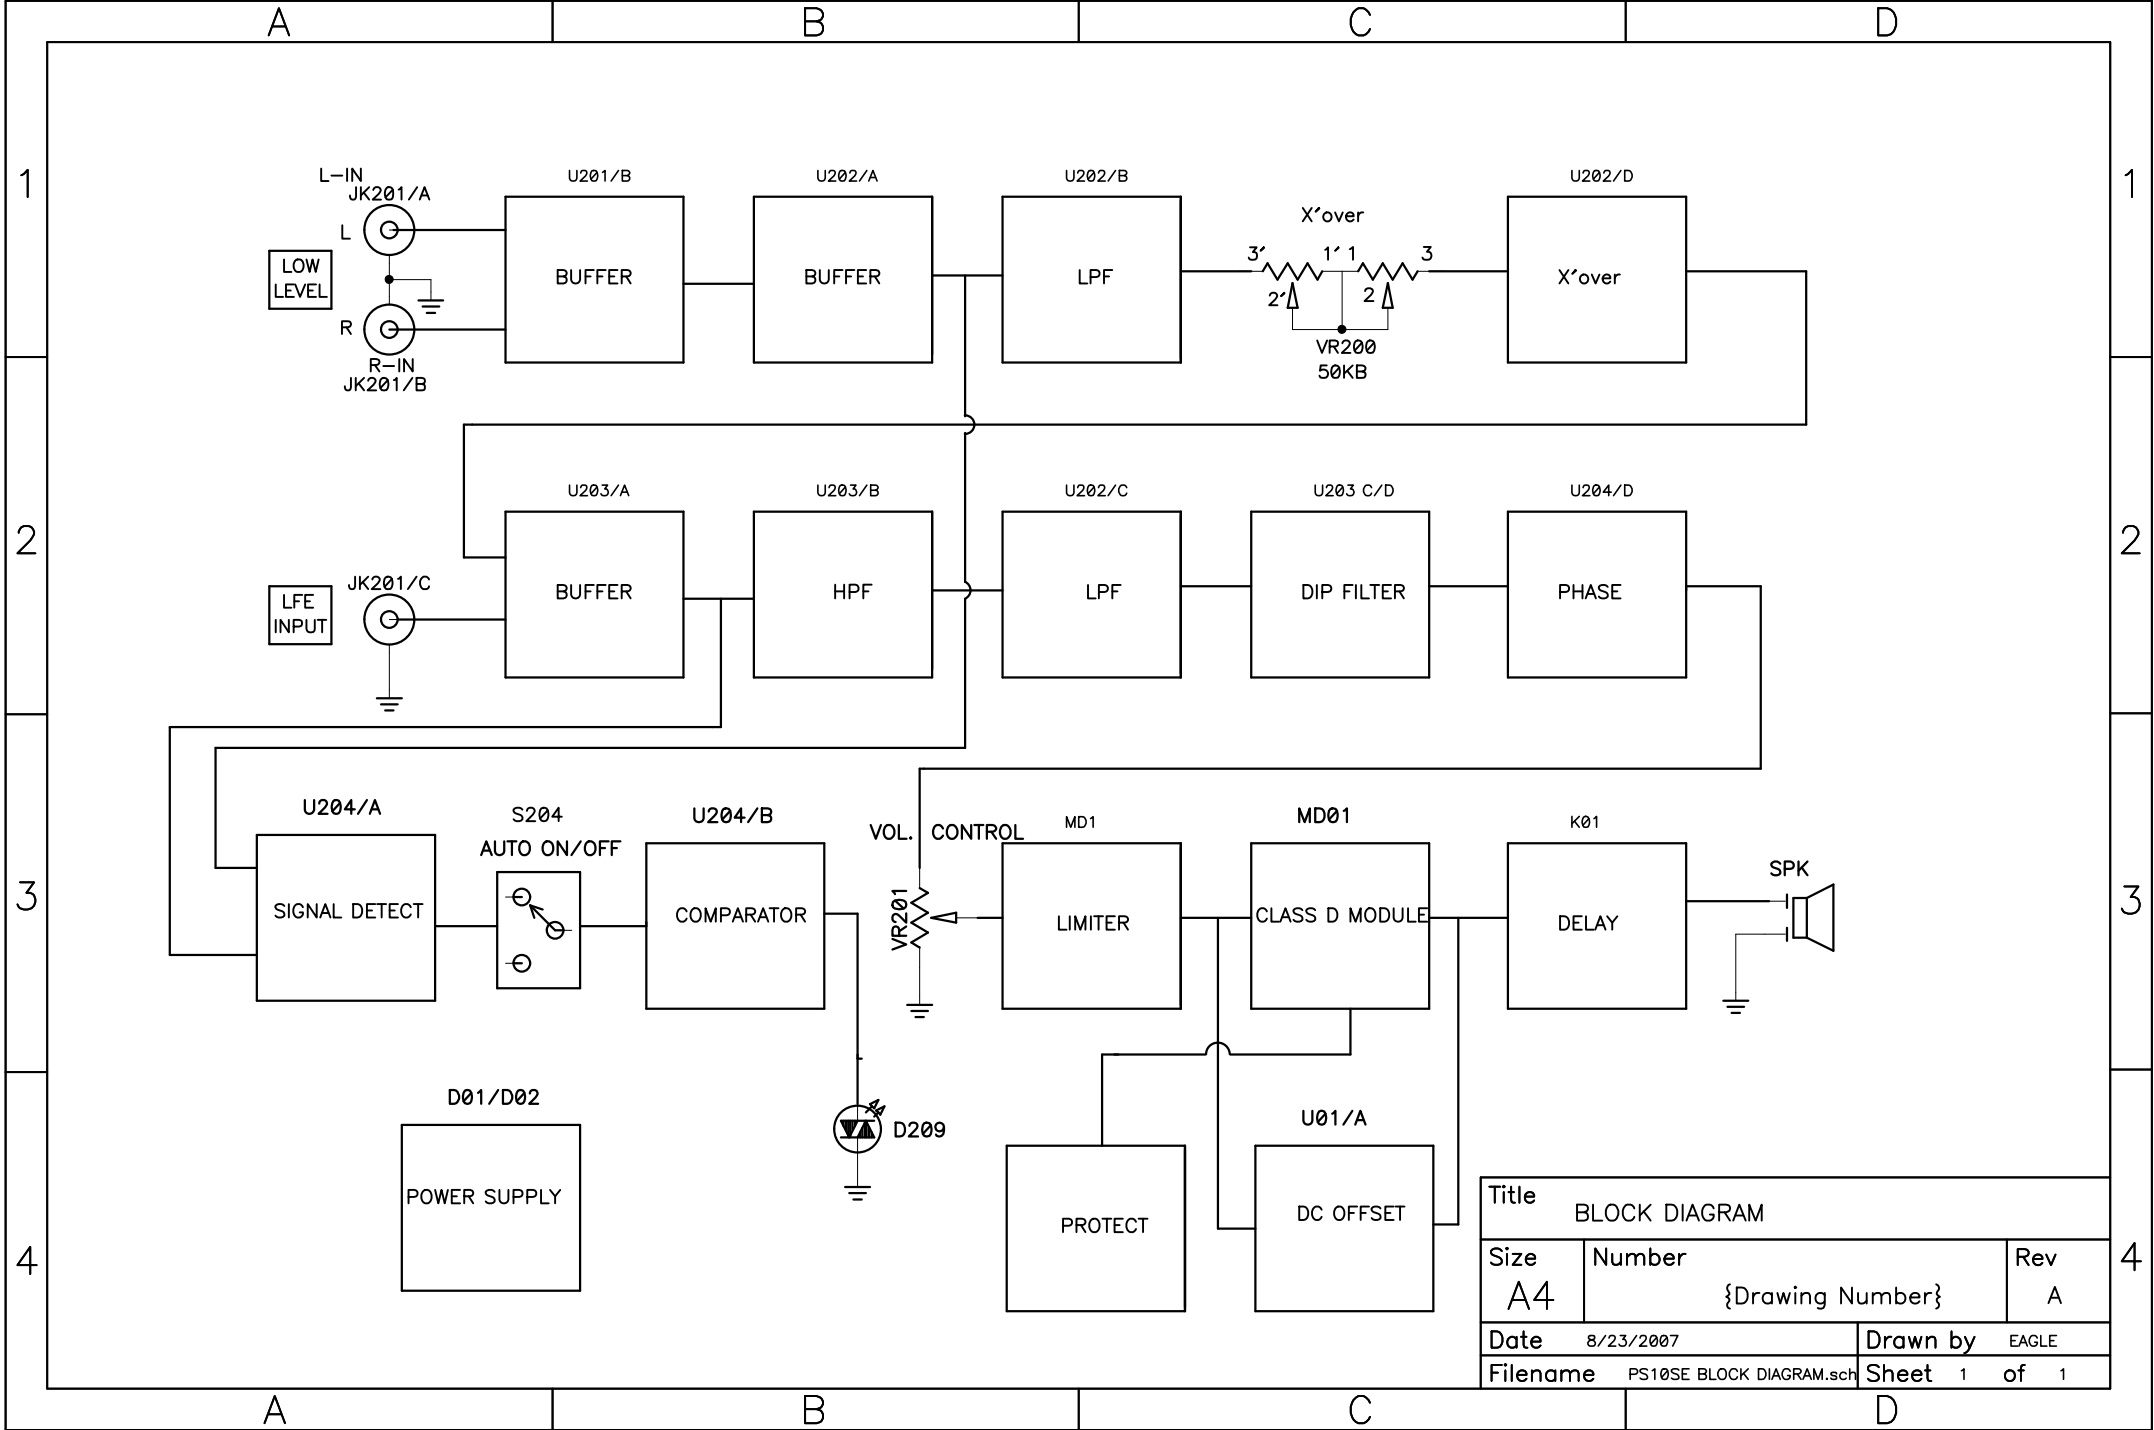 A B C D
1 1
U201/B U202/A U202/B U202/D
L-IN
JK201/A
L
LOW
LEVEL
R
R-IN
JK201/B
BUFFER BUFFER LPF
X'over
3' 1' 1 3
2' 2
VR200
50KB
X'over
2 2
U203/A U203/B U202/C U203 C/D U204/D
JK201/C
LFE
INPUT
BUFFER HPF LPF DIP FILTER PHASE
3 3
U204/A S204 U204/B MD1 MD01 K01
AUTO ON/OFF
VOL. CONTROL
VR201
SPK
SIGNAL DETECT COMPARATOR LIMITER CLASS D MODULE DELAY
4 4
D01/D02
POWER SUPPLY
D209
U01/A
PROTECT DC OFFSET
Title
BLOCK DIAGRAM
Size Number Rev
A4 {Drawing Number} A
Date 8/23/2007 Drawn by EAGLE
Filename PS10SE BLOCK DIAGRAM.sch Sheet 1 of 1
A B C D